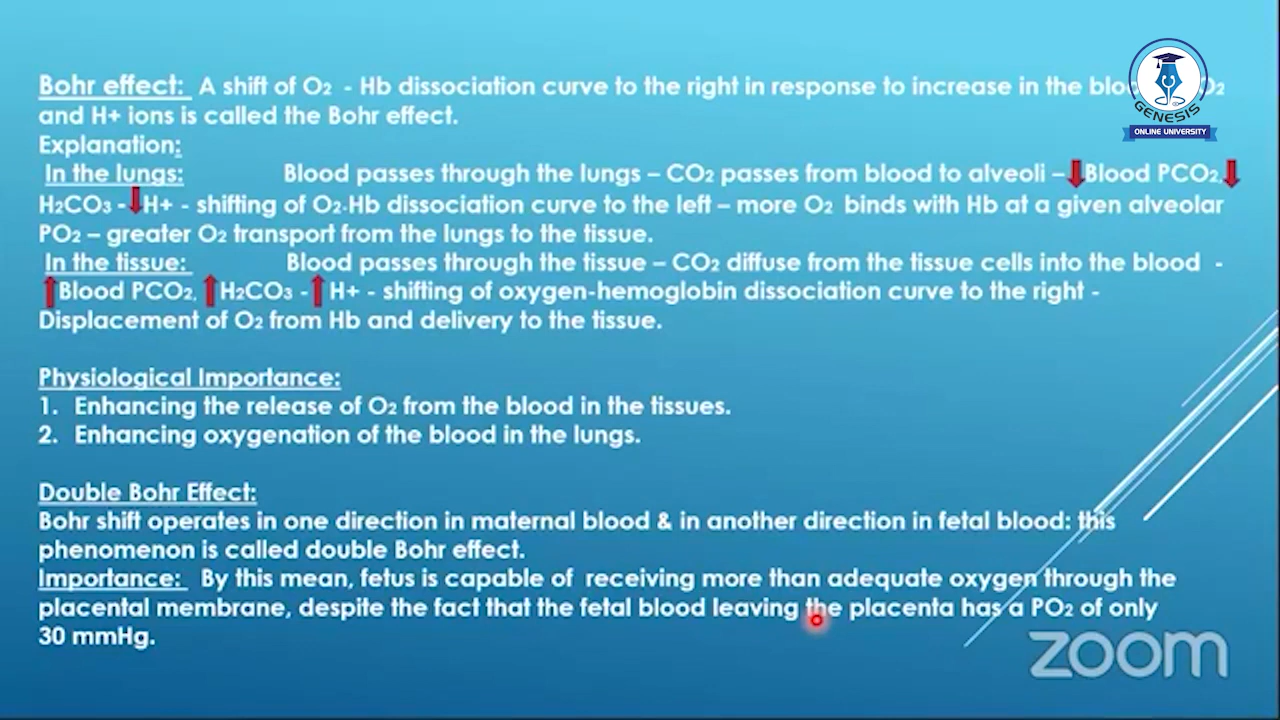 Bohr effect: A shift of O2 - Hb dissociation curve to the right in response to increase in the O2
and H+ ions is called the Bohr effect.
Explanation:
In the lungs: Blood passes through the lungs – CO2 passes from blood to alveoli – ⬇Blood PCO2, ⬇
H2CO3 - ⬇H+ - shifting of O2-Hb dissociation curve to the left – more O2 binds with Hb at a given alveolar
PO2 – greater O2 transport from the lungs to the tissue.
In the tissue: Blood passes through the tissue – CO2 diffuse from the tissue cells into the blood -
⬆Blood PCO2, ⬆H2CO3 - ⬆ H+ - shifting of oxygen-hemoglobin dissociation curve to the right -
Displacement of O2 from Hb and delivery to the tissue.
Physiological Importance:
1. Enhancing the release of O2 from the blood in the tissues.
2. Enhancing oxygenation of the blood in the lungs.
Double Bohr Effect:
Bohr shift operates in one direction in maternal blood & in another direction in fetal blood: this
phenomenon is called double Bohr effect.
Importance: By this mean, fetus is capable of receiving more than adequate oxygen through the
placental membrane, despite the fact that the fetal blood leaving the placenta has a PO2 of only
30 mmHg.
GENESIS
ONLINE UNIVERSITY
zoom